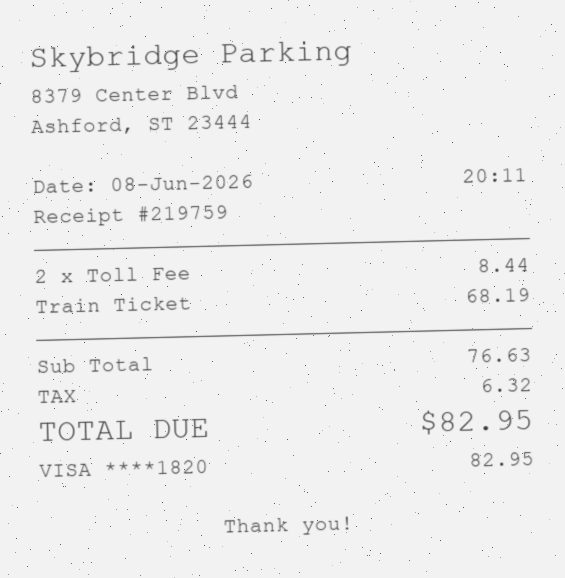 Skybridge Parking
8379 Center Blvd
Ashford, ST 23444
Date: 08-Jun-2026 20:11
Receipt #219759
2 x Toll Fee 8.44
Train Ticket 68.19
Sub Total 76.63
TAX 6.32
TOTAL DUE $82.95
VISA ****1820 82.95
Thank you!